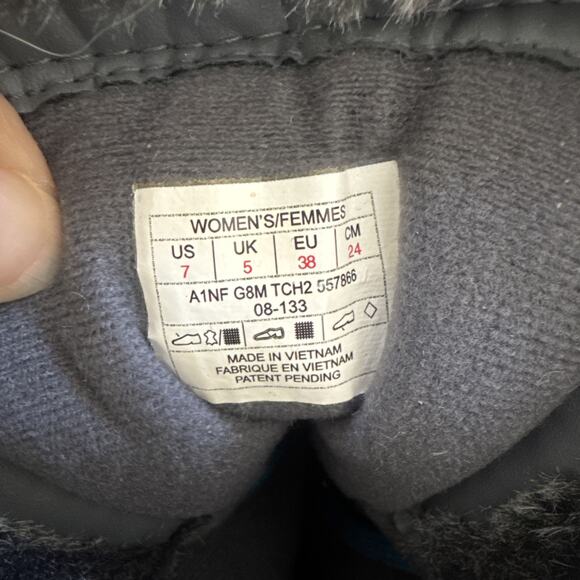 WOMEN'S/FEMMES
US UK EU CM
7 5 38 24
A1NF G8M TCH2 557866
08-133
MADE IN VIETNAM
FABRIQUE EN VIETNAM
PATENT PENDING